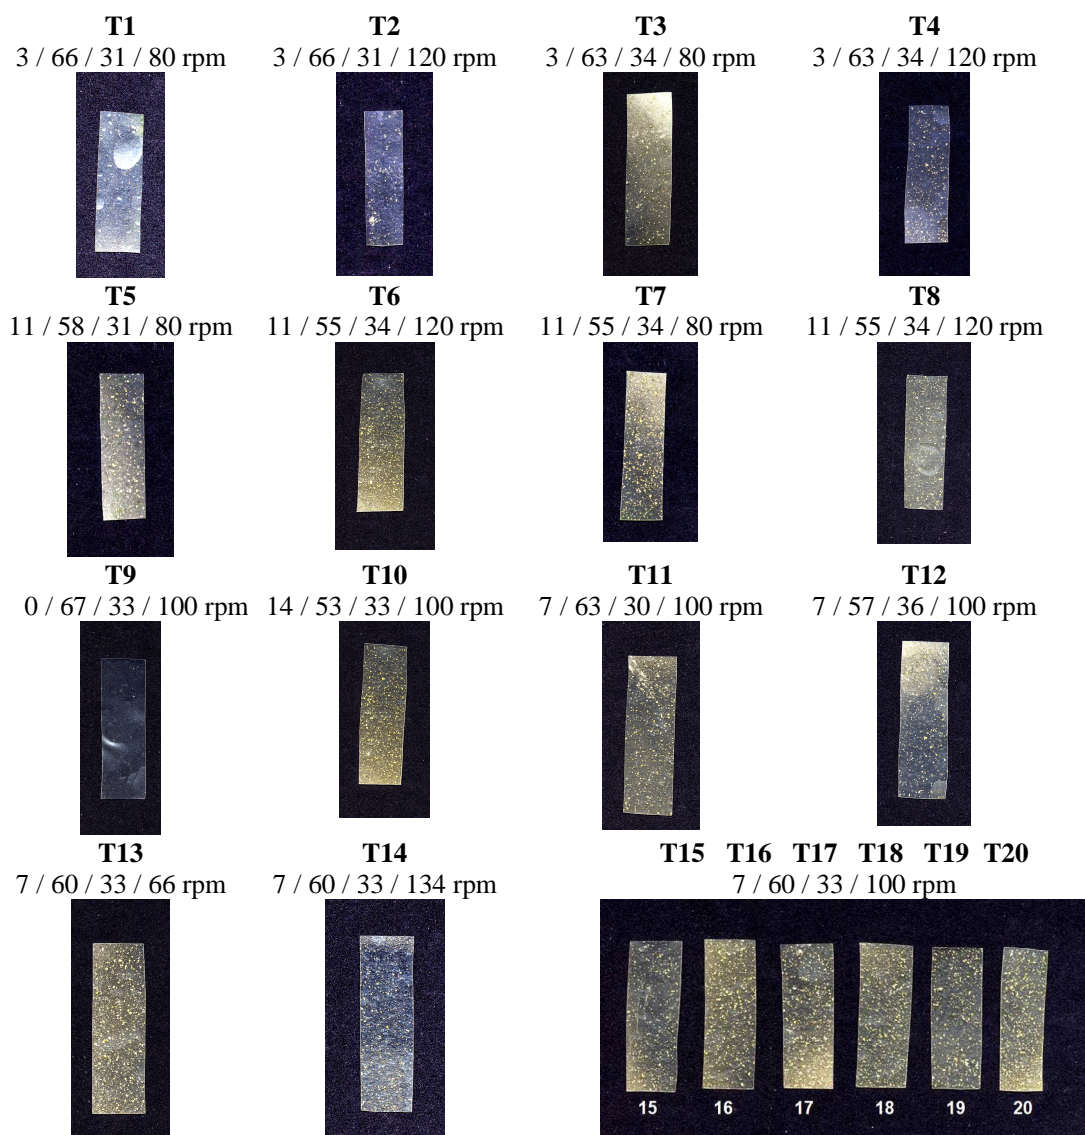 T1 T2 T3 T4
3 / 66 / 31 / 80 rpm 3 / 66 / 31 / 120 rpm 3 / 63 / 34 / 80 rpm 3 / 63 / 34 / 120 rpm
T5 T6 T7 T8
11 / 58 / 31 / 80 rpm 11 / 55 / 34 / 120 rpm 11 / 55 / 34 / 80 rpm 11 / 55 / 34 / 120 rpm
T9 T10 T11 T12
0 / 67 / 33 / 100 rpm 14 / 53 / 33 / 100 rpm 7 / 63 / 30 / 100 rpm 7 / 57 / 36 / 100 rpm
T13 T14 T15 T16 T17 T18 T19 T20
7 / 60 / 33 / 66 rpm 7 / 60 / 33 / 134 rpm 7 / 60 / 33 / 100 rpm
15 16 17 18 19 20